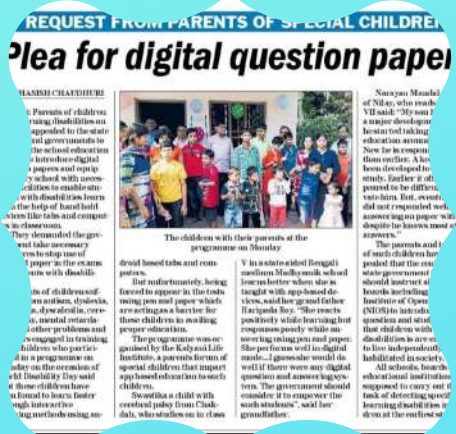 REQUEST FROM PARENTS OF SPECIAL CHILDREN
Plea for digital question paper
MASISH CHAUDHURI
: Parents of children
rning disabilities on
appealed to the state
ral governments to
the school education
introduce digital
papers and equip
y school with neces-
cilities to enable stu-
with disabilities learn
the help of hand held
vices like tabs and comput-
s in classroom.
They demanded the gov-
ent take necessary
res to stop use of
d paper in the exams
ents with disabili-
ts of children suf-
m autism, dyslexia,
a, dyscalculia, cere-
y, mental retarda-
other problems and
rs engaged in training
hildren who partici-
in a programme on
day on the occasion of
ld Disability Day said
t these children have
n found to learn faster
ough interactive
ing methods using an-
The children with their parents at the
programme on Monday
droid based tabs and com-
puters.
But unfortunately, being
forced to appear in the tests
using pen and paper which
are acting as a barrier for
these children in availing
proper education.
The programme was or-
ganised by the Kalyani Life
Institute, a parents forum of
special children that impart
app based education to such
children.
Swastika a child with
cerebral palsy from Chak-
dah, who studies on in class
V in a state-aided Bengali
medium Madhyamik school
learns better when she is
taught with app-based de-
vices, said her grand father
Haripada Roy. "She reacts
positively while learning but
responses poorly while an-
swering using pen and paper.
She performs well in digital
mode...I guess she would do
well if there were any digital
question and answering sys-
tem. The government should
consider it to empower the
such students", said her
grandfather.
Narayan Mandal
of Nilay, who reads
VII said: "My son
a major developm
he started taking
education aroun
Now he is respon
than earlier. A ke
been developed to
study. Earlier it of
peared to be difficu
vate him. But, event
did not responded we
answering on paper with
despite he knows most o
answers."
The parents and t
of such children hav
pealed that the cen
state government
should instruct al
boards including
Institute of Open
(NIOS) to introdu
question and stud
that children with
disabilities is are e
to live independent
habilitated in society.
All schools, boards
educational institution
supposed to carry out t
task of detecting specif
learning disabilities in
dren at the earliest st